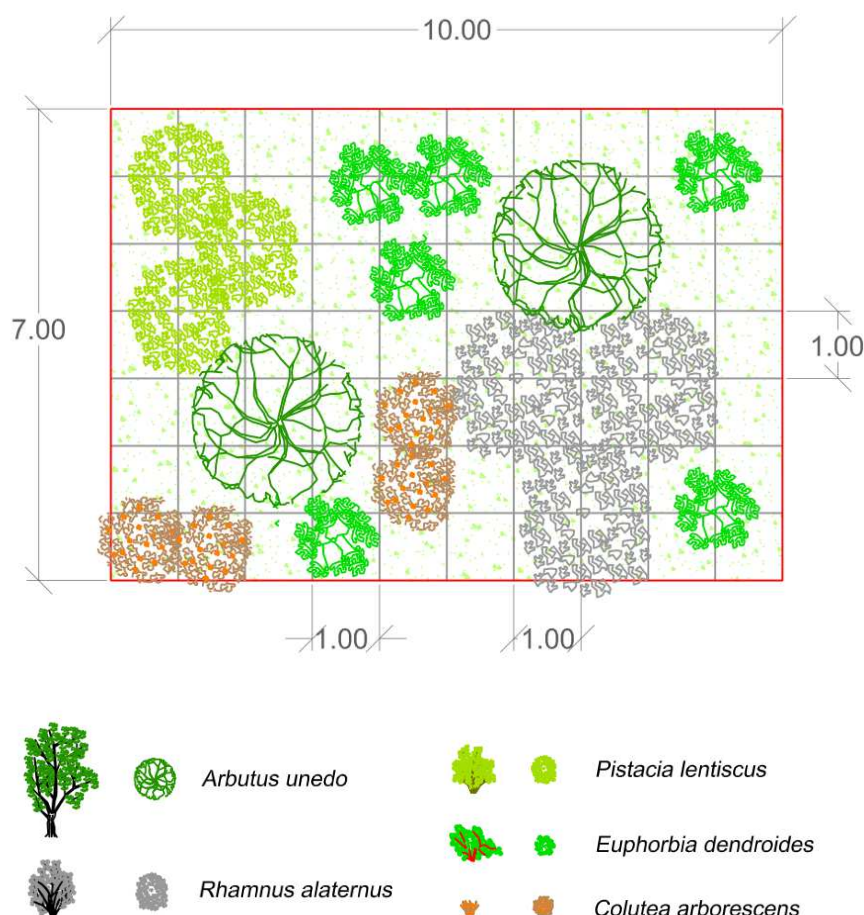 10.00
7.00
1.00
1.00
1.00
Arbutus unedo
Pistacia lentiscus
Euphorbia dendroides
Rhamnus alaternus
Colutea arborescens